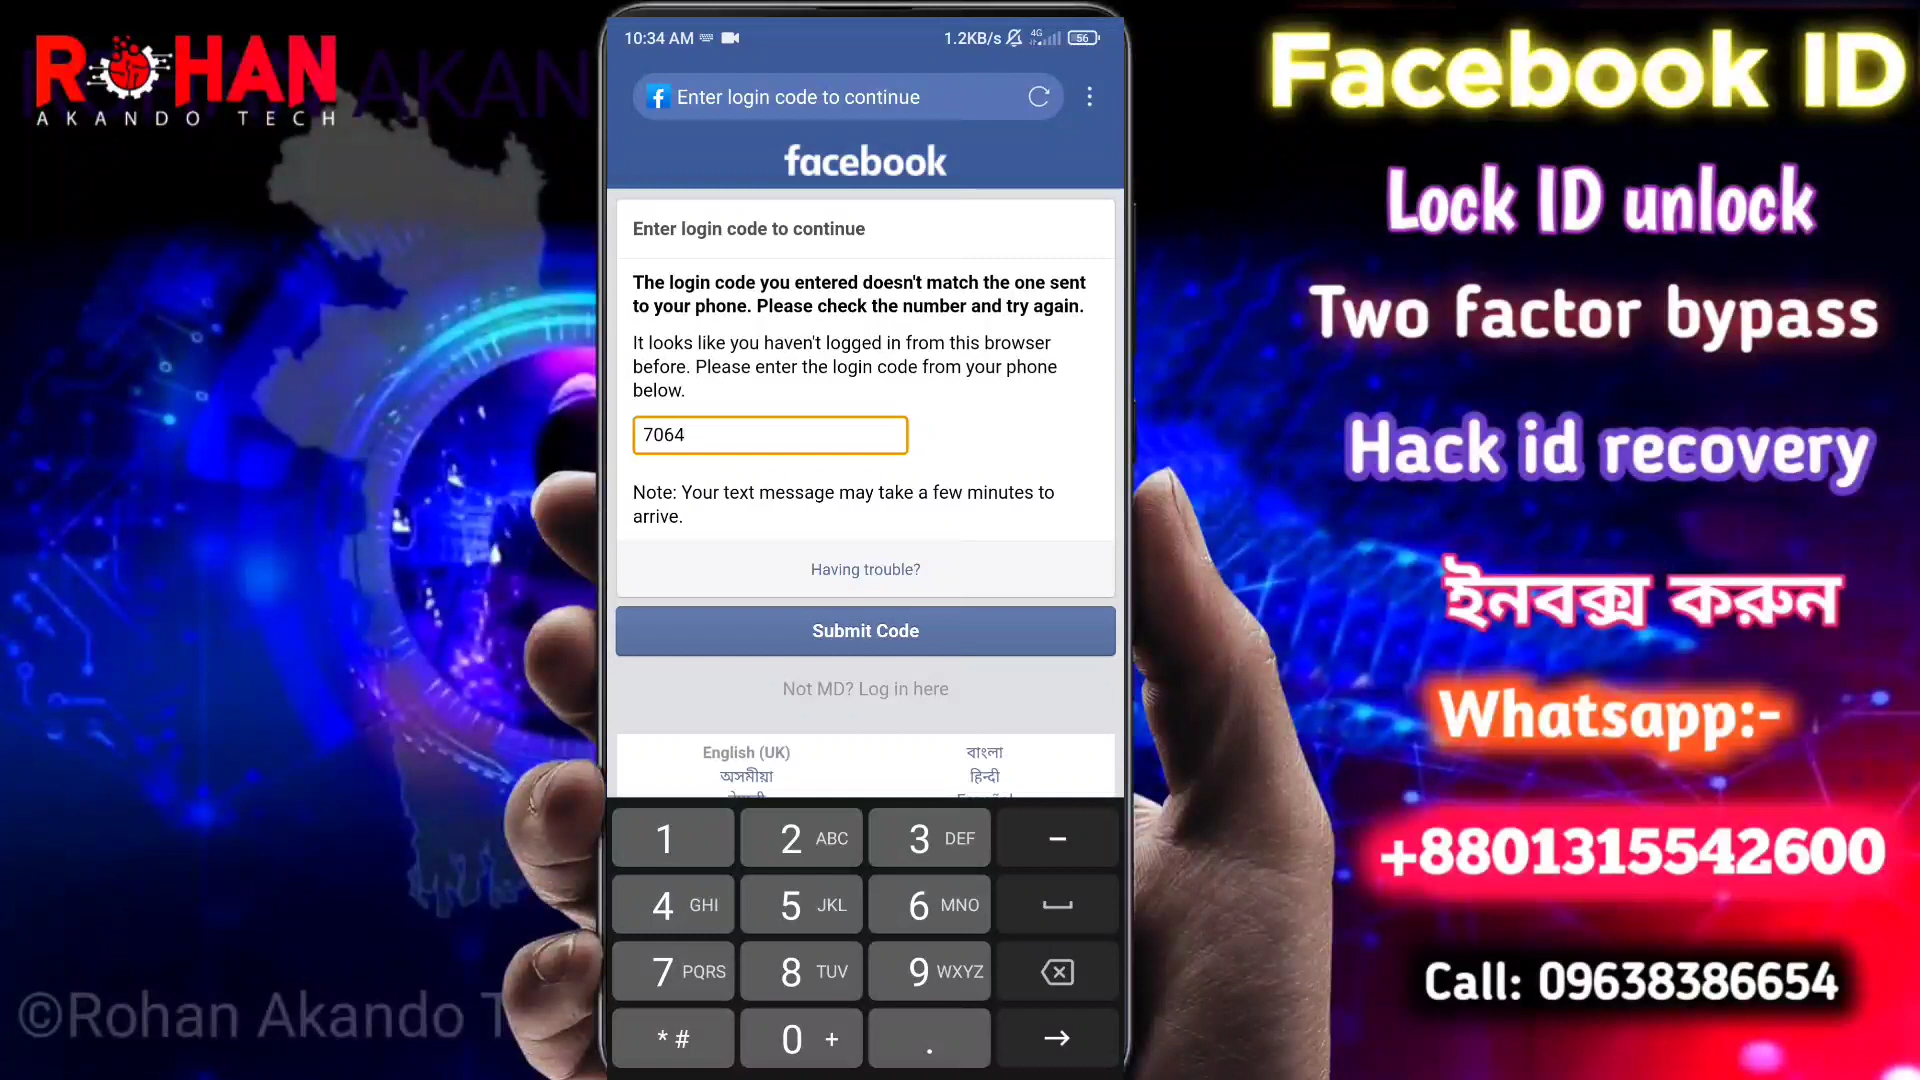 ROHAN
AKANDO TECH
10:34 AM
1.2KB/s
4G
56
Enter login code to continue
facebook
Enter login code to continue
The login code you entered doesn't match the one sent
to your phone. Please check the number and try again.
It looks like you haven't logged in from this browser
before. Please enter the login code from your phone
below.
7064
Note: Your text message may take a few minutes to
arrive.
Having trouble?
Submit Code
Not MD? Log in here
English (UK)
বাংলা
অসমীয়া
हिन्दी
1
2 ABC
3 DEF
-
4 GHI
5 JKL
6 MNO
7 PQRS
8 TUV
9 WXYZ
* #
0 +
.
Facebook ID
Lock ID unlock
Two factor bypass
Hack id recovery
ইনবক্স করুন
Whatsapp:-
+8801315542600
Call: 09638386654
©Rohan Akando T
AKAN